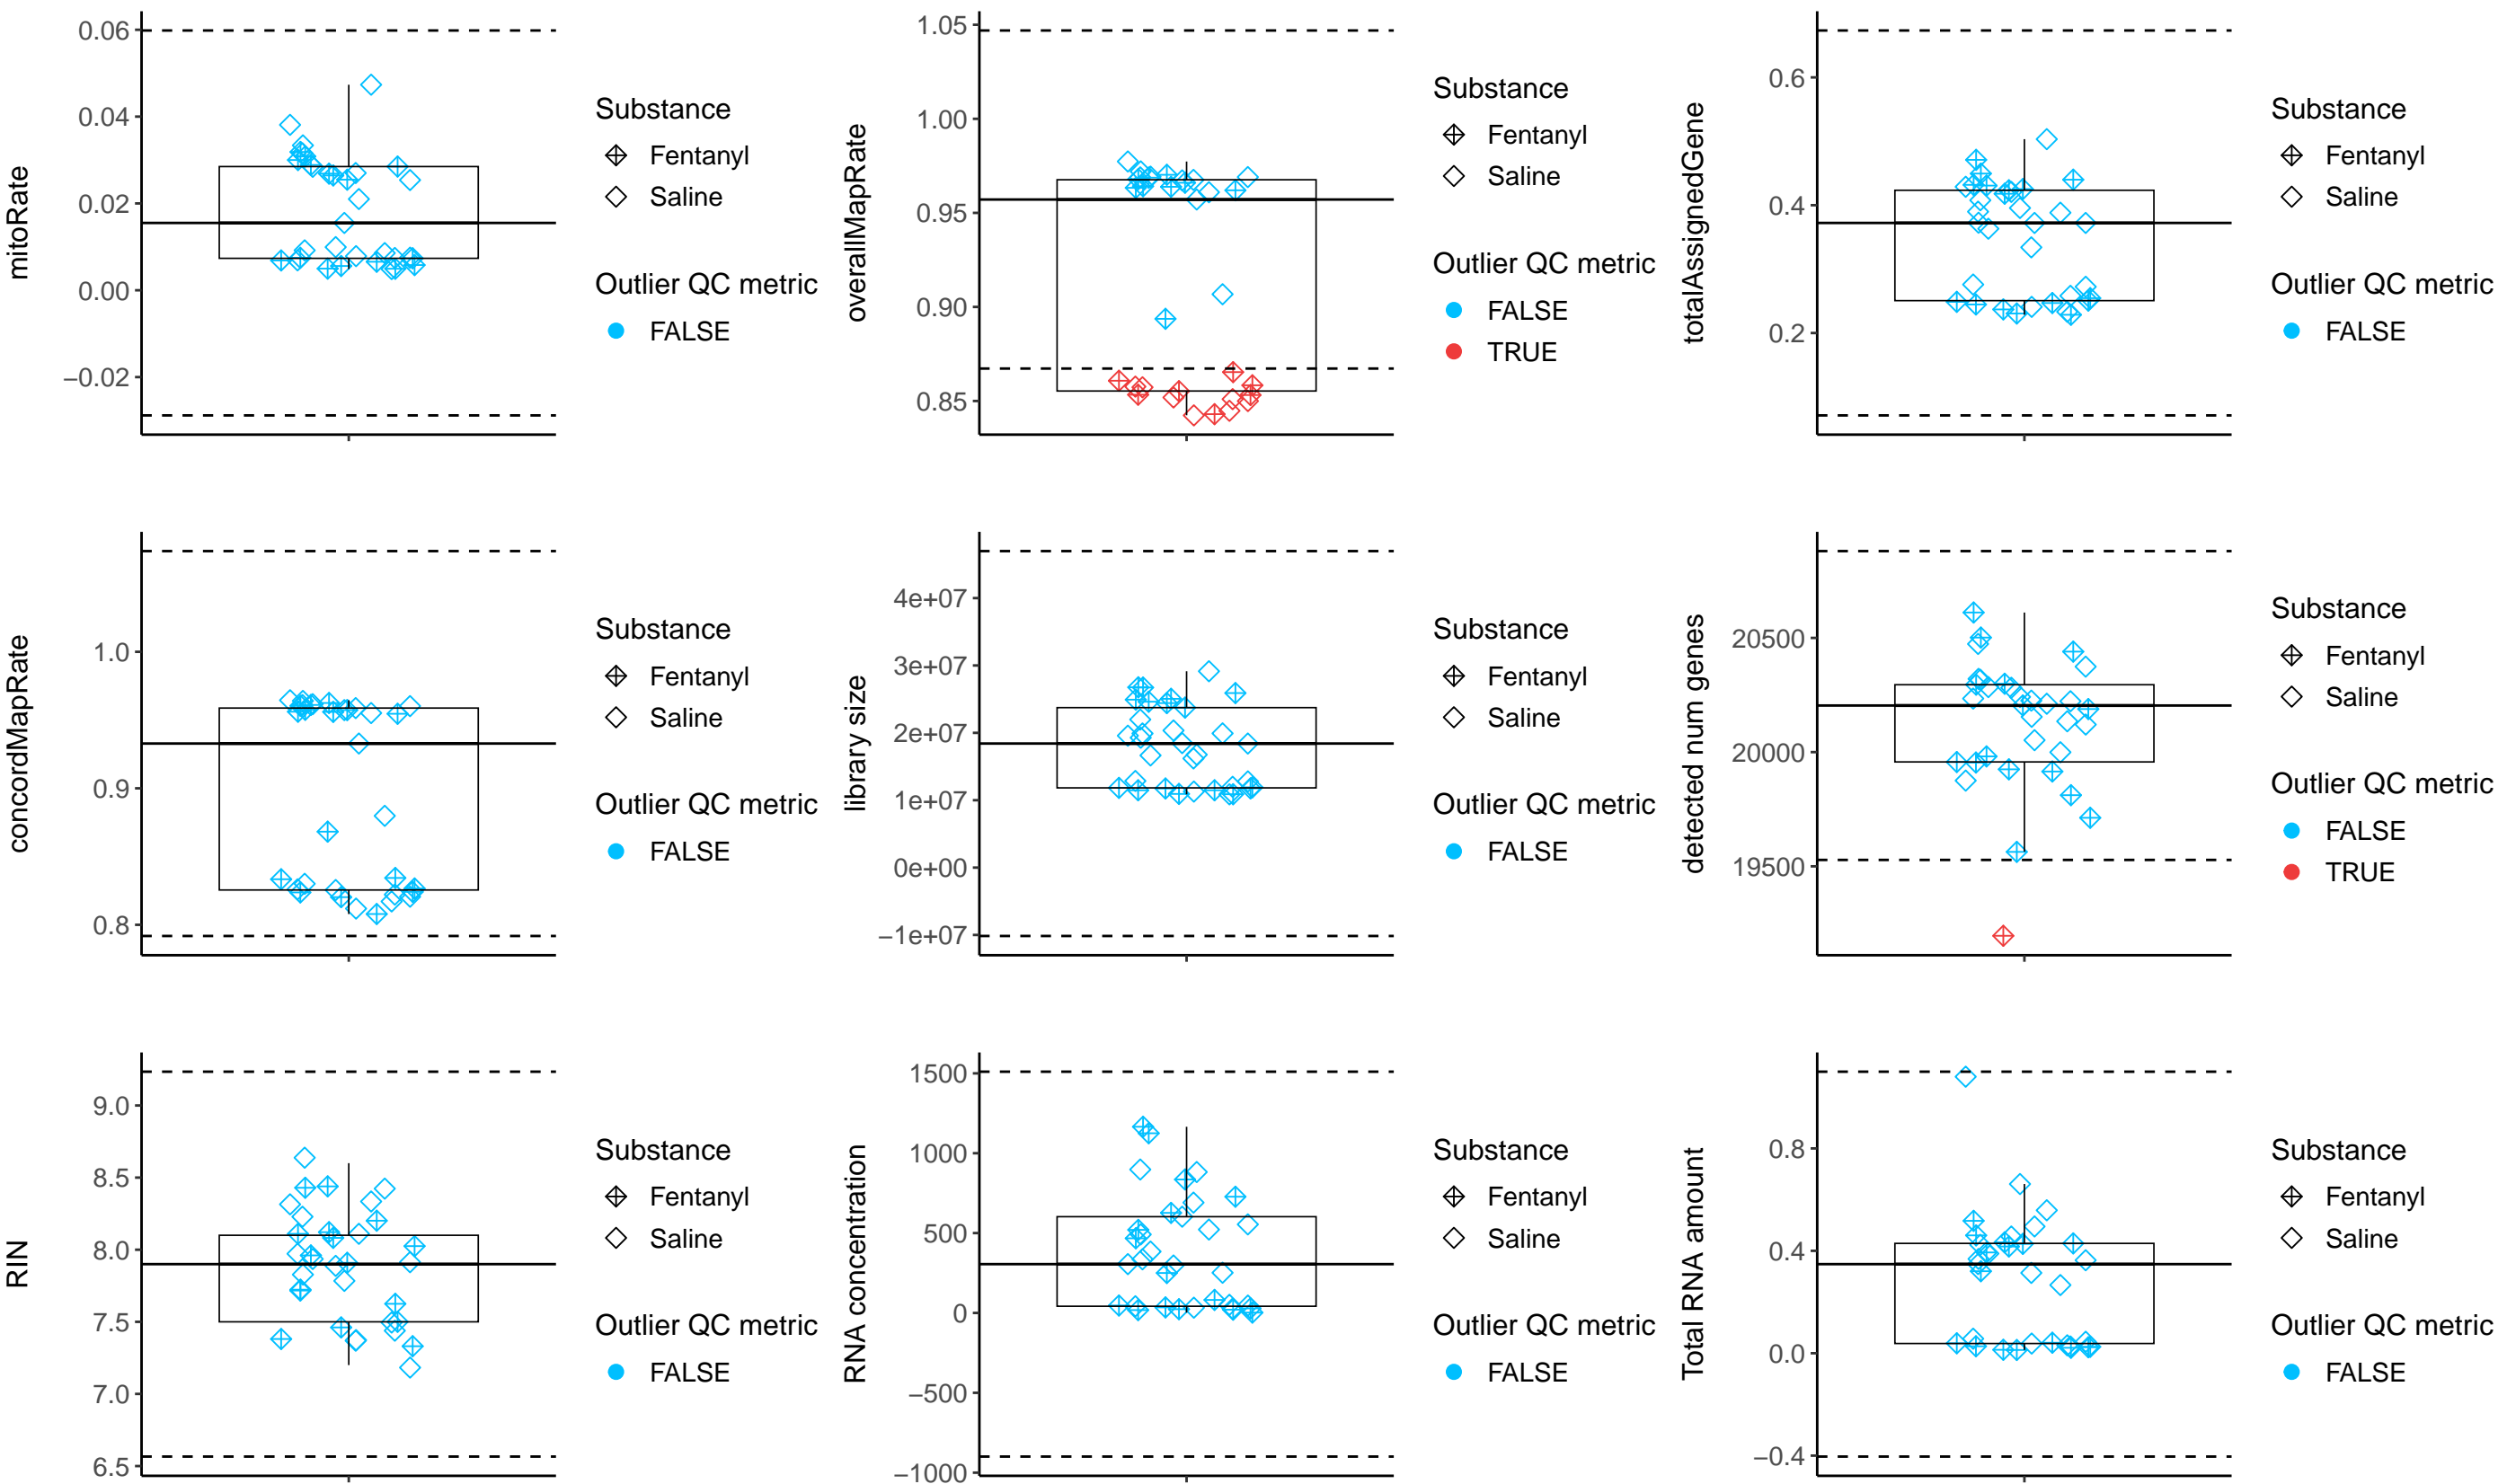 mitoRate
0.06
0.04
0.02
0.00
−0.02
Substance
Fentanyl
Saline
Outlier QC metric
FALSE
overallMapRate
1.05
1.00
0.95
0.90
0.85
Substance
Fentanyl
Saline
Outlier QC metric
FALSE
TRUE
totalAssignedGene
0.6
0.4
0.2
Substance
Fentanyl
Saline
Outlier QC metric
FALSE
concordMapRate
1.0
0.9
0.8
Substance
Fentanyl
Saline
Outlier QC metric
FALSE
library size
4e+07
3e+07
2e+07
1e+07
0e+00
−1e+07
Substance
Fentanyl
Saline
Outlier QC metric
FALSE
detected num genes
20500
20000
19500
Substance
Fentanyl
Saline
Outlier QC metric
FALSE
TRUE
RIN
9.0
8.5
8.0
7.5
7.0
6.5
Substance
Fentanyl
Saline
Outlier QC metric
FALSE
RNA concentration
1500
1000
500
0
−500
−1000
Substance
Fentanyl
Saline
Outlier QC metric
FALSE
Total RNA amount
0.8
0.4
0.0
−0.4
Substance
Fentanyl
Saline
Outlier QC metric
FALSE